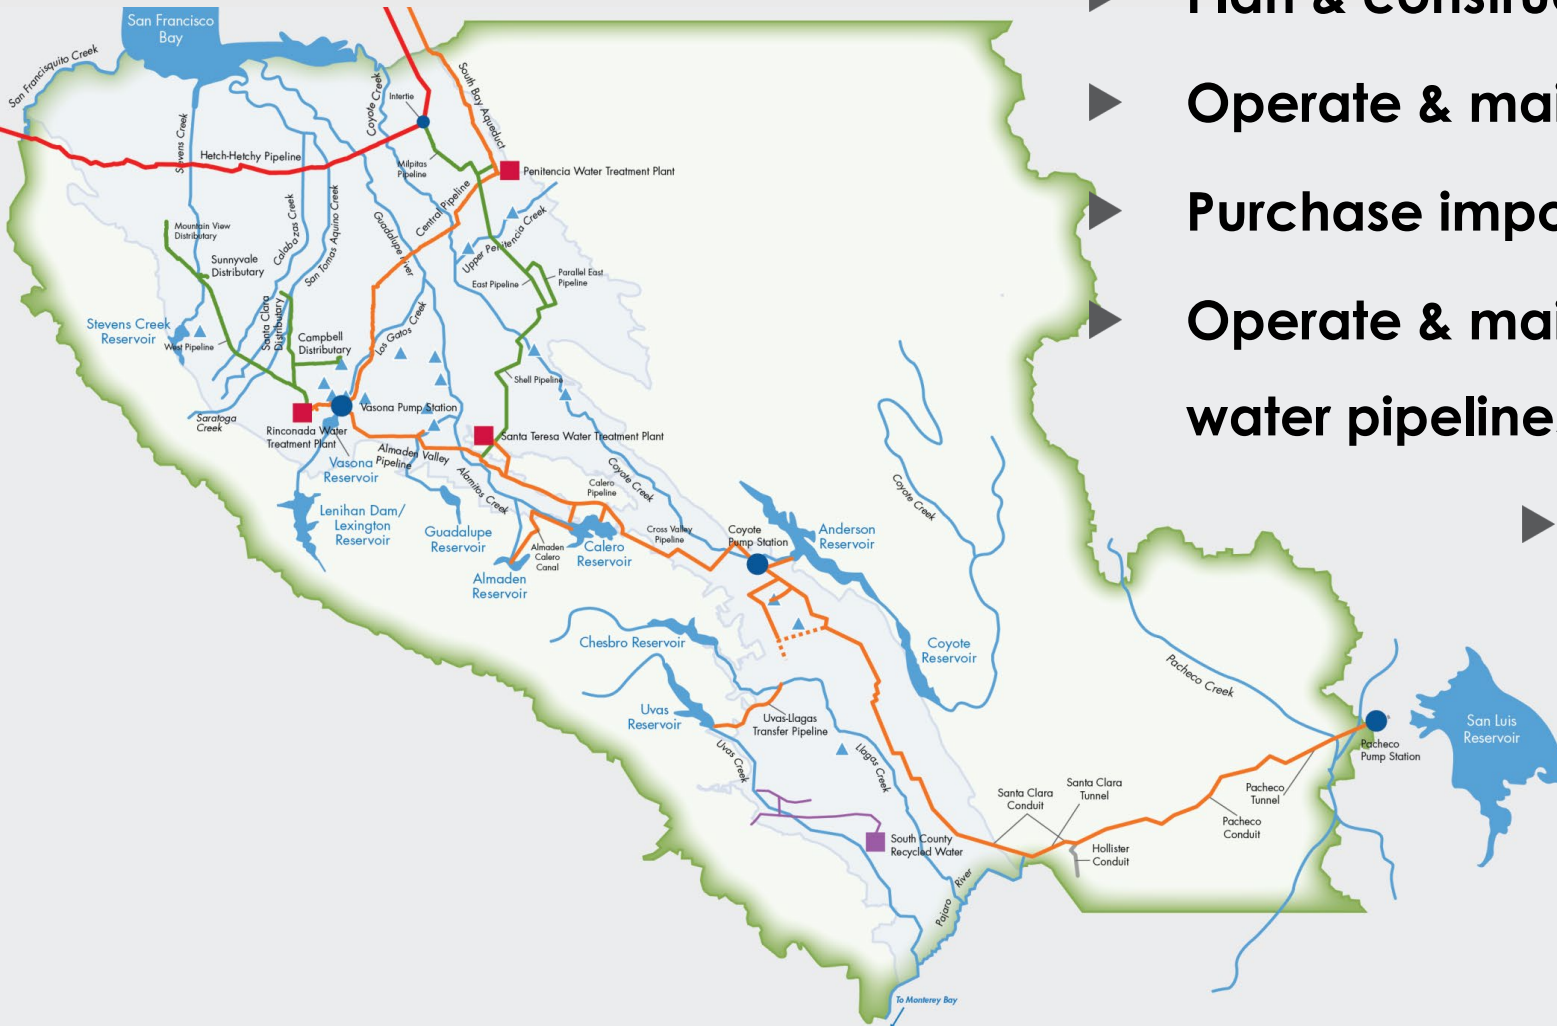 San Francisco
Bay
San Francisquito Creek
Stevens Creek
Coyote Creek
Intertie
South Bay Aqueduct
Hetch-Hetchy Pipeline
Milpitas
Pipeline
Penitencia Water Treatment Plant
Central Pipeline
Guadalupe River
Calabazas Creek
San Tomas Aquino Creek
Upper Penitencia Creek
Mountain View
Distributary
Sunnyvale
Distributary
East Pipeline
Parallel East
Pipeline
Stevens Creek
Reservoir
West Pipeline
Santa Clara
Distributary
Campbell
Distributary
Los Gatos Creek
Shell Pipeline
Saratoga
Creek
Vasona Pump Station
Rinconada Water
Treatment Plant
Santa Teresa Water Treatment Plant
Vasona
Reservoir
Almaden Valley
Pipeline
Alamitos Creek
Calero
Pipeline
Coyote Creek
Coyote Creek
Lenihan Dam/
Lexington
Reservoir
Guadalupe
Reservoir
Almaden
Calero
Canal
Calero
Reservoir
Cross Valley
Pipeline
Coyote
Pump Station
Anderson
Reservoir
Almaden
Reservoir
Chesbro Reservoir
Coyote
Reservoir
Pacheco Creek
Uvas
Reservoir
Uvas-Llagas
Transfer Pipeline
Uvas Creek
Llagas Creek
San Luis
Reservoir
Pacheco
Pump Station
Santa Clara
Conduit
Santa Clara
Tunnel
Pacheco
Tunnel
Pacheco
Conduit
South County
Recycled Water
Hollister
Conduit
Pajaro River
To Monterey Bay
Plan & construc
Operate & mai
Purchase impo
Operate & mai
water pipelines